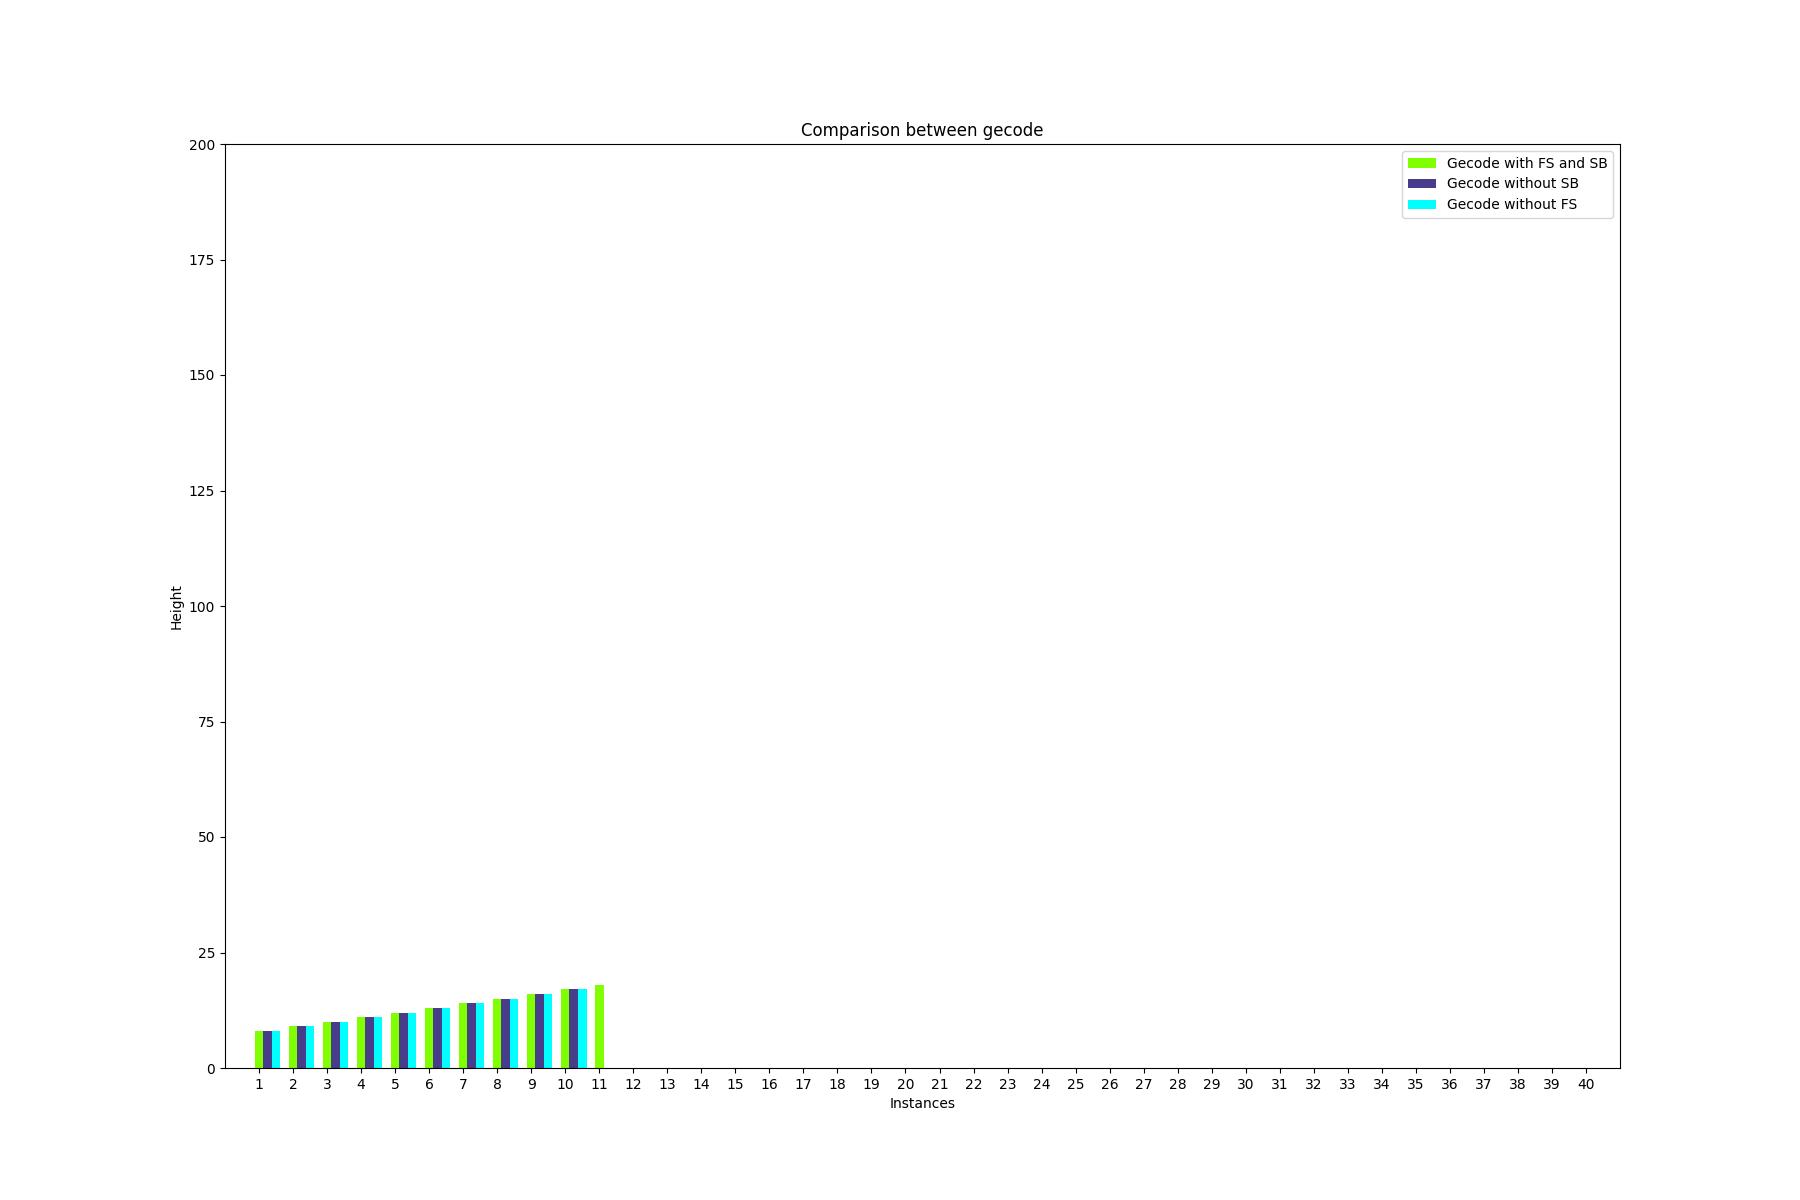 Comparison between gecode
200
175
150
125
100
75
50
25
0
Height
Gecode with FS and SB
Gecode without SB
Gecode without FS
1 2 3 4 5 6 7 8 9 10 11 12 13 14 15 16 17 18 19 20 21 22 23 24 25 26 27 28 29 30 31 32 33 34 35 36 37 38 39 40
Instances